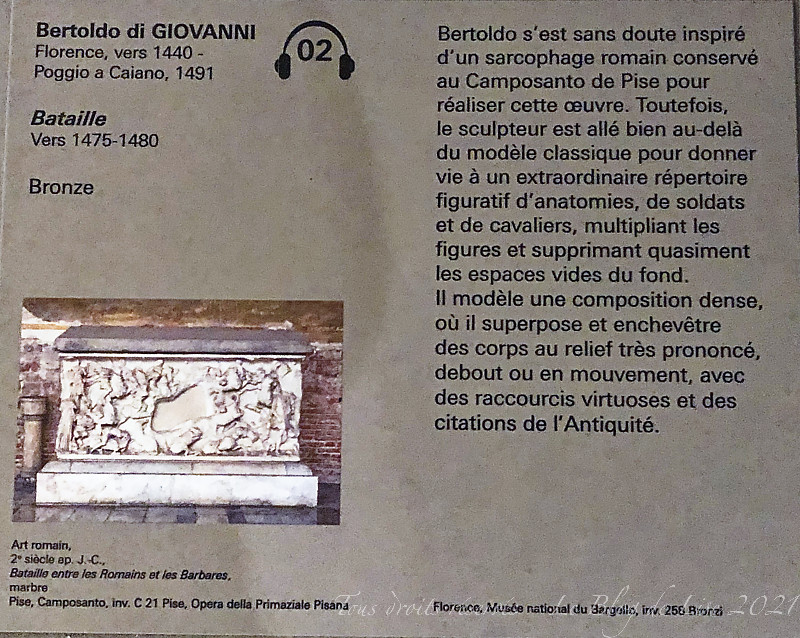 Bertoldo di GIOVANNI
Florence, vers 1440 -
Poggio a Caiano, 1491
02
Bataille
Vers 1475-1480
Bronze
Bertoldo s'est sans doute inspiré
d'un sarcophage romain conservé
au Camposanto de Pise pour
réaliser cette œuvre. Toutefois,
le sculpteur est allé bien au-delà
du modèle classique pour donner
vie à un extraordinaire répertoire
figuratif d'anatomies, de soldats
et de cavaliers, multipliant les
figures et supprimant quasiment
les espaces vides du fond.
Il modèle une composition dense,
où il superpose et enchevêtre
des corps au relief très prononcé,
debout ou en mouvement, avec
des raccourcis virtuoses et des
citations de l'Antiquité.
Art romain,
2e siècle ap. J.-C.,
Bataille entre les Romains et les Barbares,
marbre
Pise, Camposanto, inv. C 21 Pise, Opera della Primaziale Pisana
Florence, Musée national du Bargello, inv. 258 Bronzi
Tous droits 2021